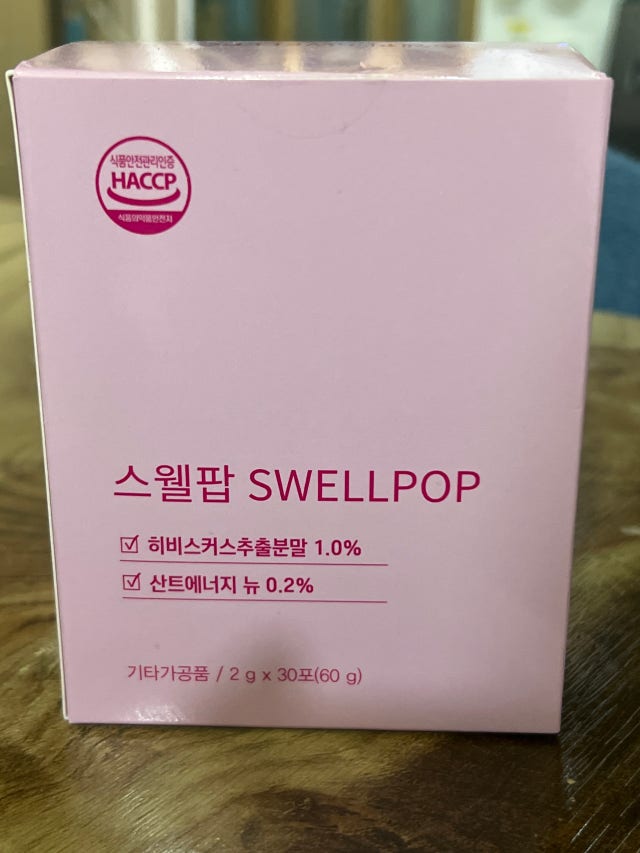 식품안전관리인증
HACCP
식품의약품안전처
스웰팝 SWELLPOP
히비스커스추출분말 1.0%
산트에너지 뉴 0.2%
기타가공품 / 2 g x 30포(60 g)